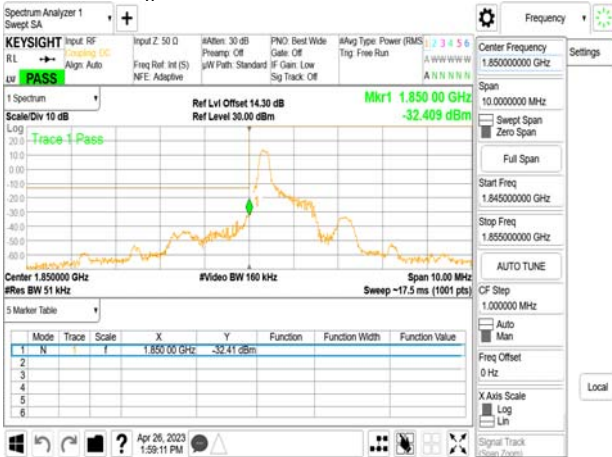 Spectrum Analyzer 1
Swept SA
+
Frequency
KEYSIGHT
RL
PASS
Input: RF
Coupling: DC
Align: Auto
Input Z: 50 Ω
Freq Ref: Int (S)
NFE: Adaptive
#Atten: 30 dB
Preamp: Off
µW Path: Standard
PNO: Best Wide
Gate: Off
IF Gain: Low
Sig Track: Off
#Avg Type: Power (RMS
Trig: Free Run
1 2 3 4 5 6
A W W W W W
A N N N N N
1 Spectrum
Scale/Div 10 dB
Ref Lvl Offset 14.30 dB
Ref Level 30.00 dBm
Mkr1 1.850 00 GHz
-32.409 dBm
Log
Trace 1 Pass
20.0
10.0
0.00
-10.0
-20.0
-30.0
-40.0
-50.0
-60.0
1
Center 1.850000 GHz
#Res BW 51 kHz
#Video BW 160 kHz
Span 10.00 MHz
Sweep ~17.5 ms (1001 pts)
5 Marker Table
Mode Trace Scale X Y Function Function Width Function Value
1 N 1 f 1.850 00 GHz -32.41 dBm
2
3
4
5
6
?
Apr 26, 2023
1:59:11 PM
Center Frequency
1.850000000 GHz
Settings
Span
10.0000000 MHz
Swept Span
Zero Span
Full Span
Start Freq
1.845000000 GHz
Stop Freq
1.855000000 GHz
AUTO TUNE
CF Step
1.000000 MHz
Auto
Man
Freq Offset
0 Hz
X Axis Scale
Log
Lin
Local
Signal Track
(Span Zoom)